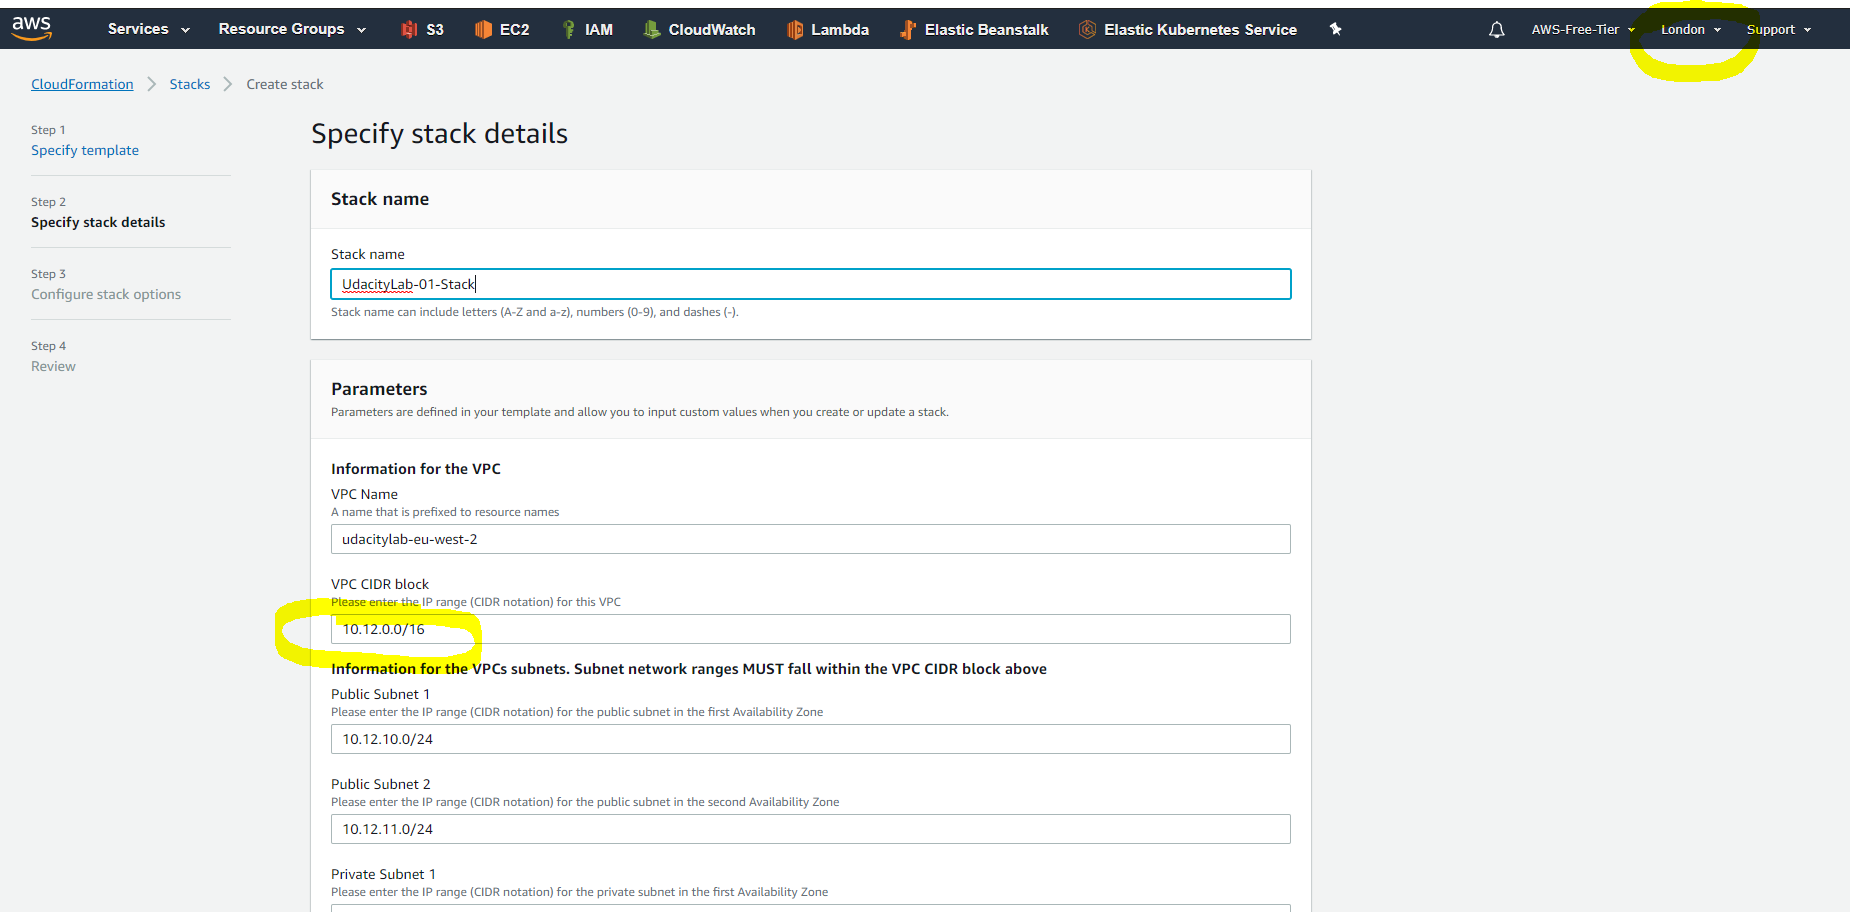 aws Services Resource Groups S3 EC2 IAM CloudWatch Lambda Elastic Beanstalk Elastic Kubernetes Service AWS-Free-Tier London Support
CloudFormation Stacks Create stack
Step 1
Specify template
Step 2
Specify stack details
Step 3
Configure stack options
Step 4
Review
Specify stack details
Stack name
Stack name
UdacityLab-01-Stack
Stack name can include letters (A-Z and a-z), numbers (0-9), and dashes (-).
Parameters
Parameters are defined in your template and allow you to input custom values when you create or update a stack.
Information for the VPC
VPC Name
A name that is prefixed to resource names
udacitylab-eu-west-2
VPC CIDR block
Please enter the IP range (CIDR notation) for this VPC
10.12.0.0/16
Information for the VPCs subnets. Subnet network ranges MUST fall within the VPC CIDR block above
Public Subnet 1
Please enter the IP range (CIDR notation) for the public subnet in the first Availability Zone
10.12.10.0/24
Public Subnet 2
Please enter the IP range (CIDR notation) for the public subnet in the second Availability Zone
10.12.11.0/24
Private Subnet 1
Please enter the IP range (CIDR notation) for the private subnet in the first Availability Zone